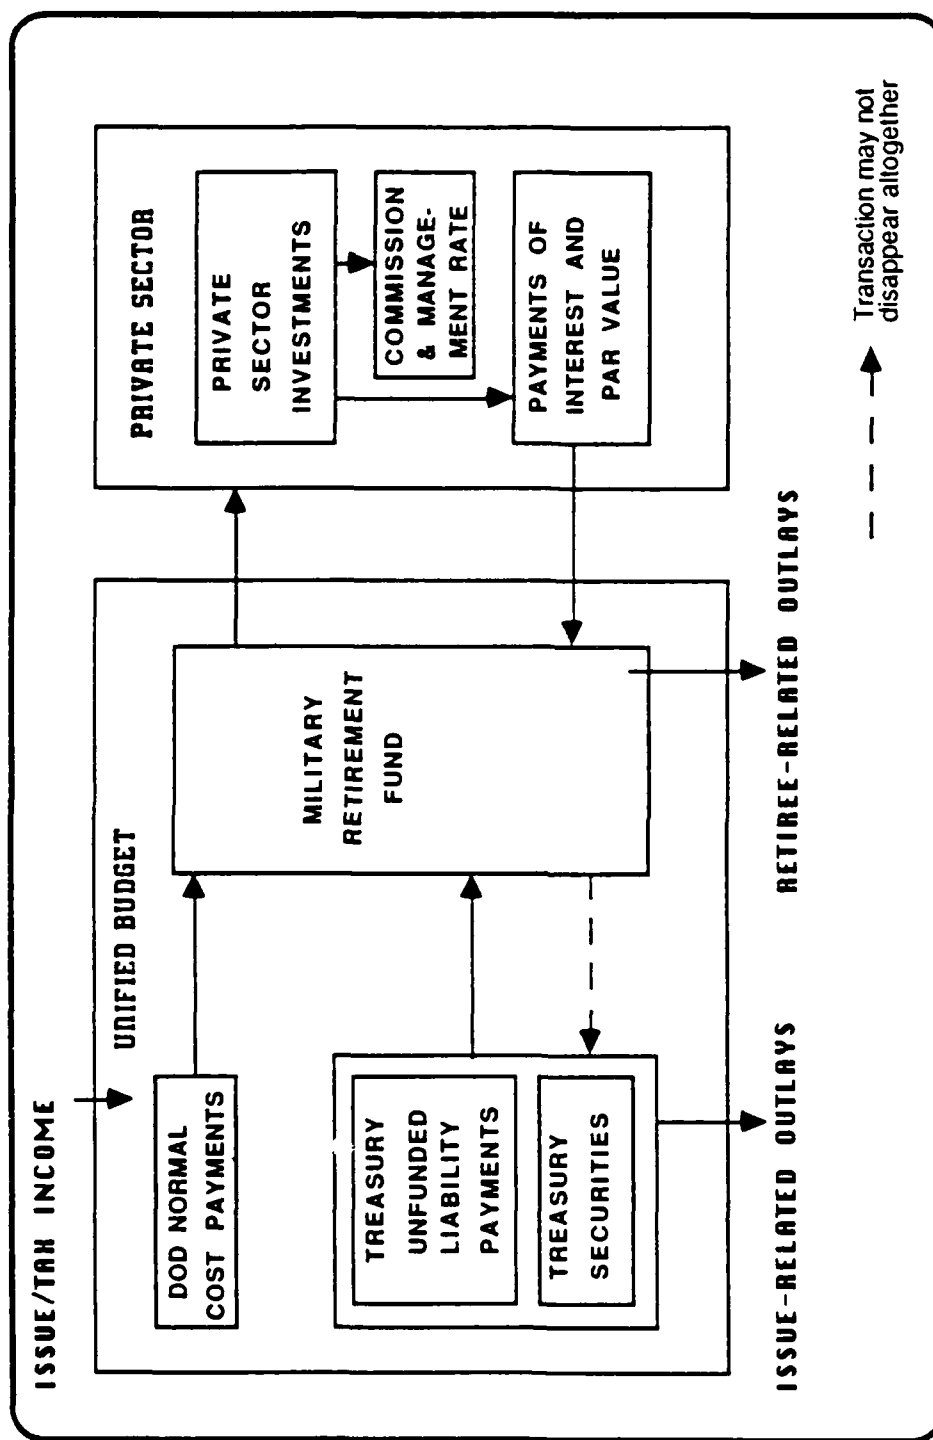 ISSUE/TAX INCOME
UNIFIED BUDGET
DOD NORMAL
COST PAYMENTS
TREASURY
UNFUNDED
LIABILITY
PAYMENTS
TREASURY
SECURITIES
MILITARY
RETIREMENT
FUND
PRIVATE SECTOR
PRIVATE
SECTOR
INVESTMENTS
COMMISSION
& MANAGE-
MENT RATE
PAYMENTS OF
INTEREST AND
PAR VALUE
ISSUE-RELATED OUTLAYS
RETIREE-RELATED OUTLAYS
Transaction may not
disappear altogether